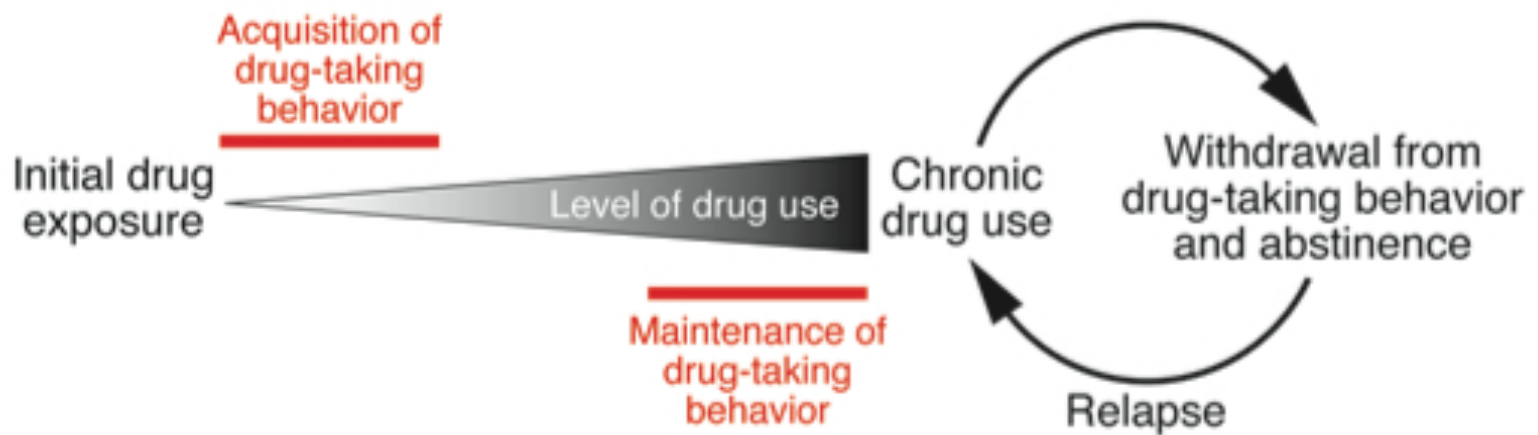 Acquisition of
drug-taking
behavior
Initial drug
exposure
Level of drug use
Chronic
drug use
Withdrawal from
drug-taking behavior
and abstinence
Maintenance of
drug-taking
behavior
Relapse